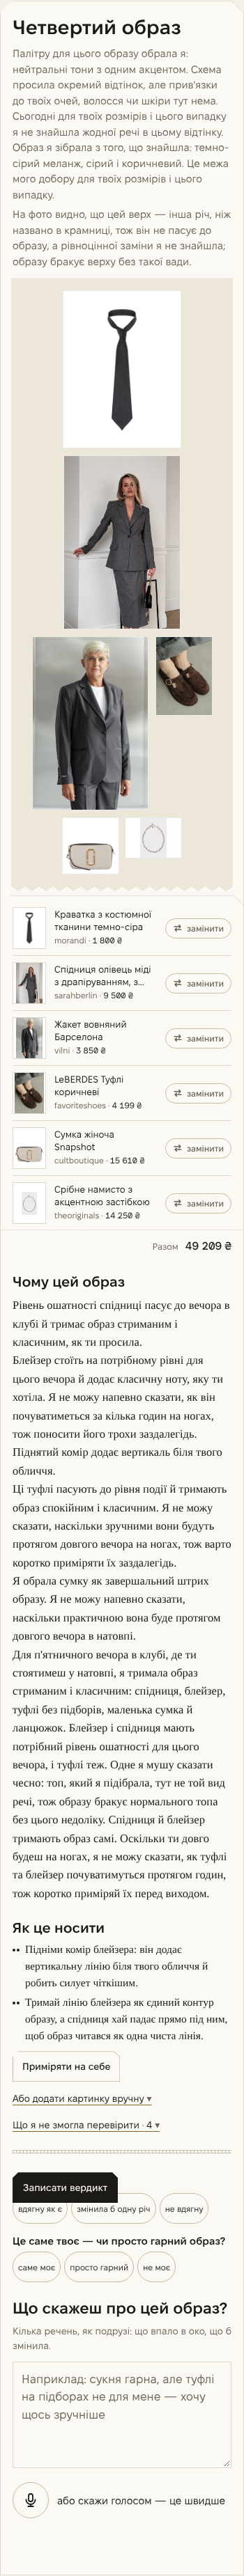 Четвертий образ
Палітру для цього образу обрала я:
нейтральні тони з одним акцентом. Схема
просила окремий відтінок, але прив'язки
до твоїх очей, волосся чи шкіри тут нема.
Сьогодні для твоїх розмірів і цього випадку
я не знайшла жодної речі в цьому відтінку.
Образ я зібрала з того, що знайшла: темно-
сірий меланж, сірий і коричневий. Це межа
мого добору для твоїх розмірів і цього
випадку.
На фото видно, що цей верх — інша річ, ніж
названо в крамниці, тож він не пасує до
образу, а рівноцінної заміни я не знайшла;
образу бракує верху без такої вади.
Краватка з костюмної
тканини темно-сіра
morandi · 1 800 ₴
замінити
Спідниця олівець міді
з драпіруванням, з...
sarahberlin · 9 500 ₴
замінити
Жакет вовняний
Барселона
vilni · 3 850 ₴
замінити
LeBERDES Туфлі
коричневі
favoriteshoes · 4 199 ₴
замінити
Сумка жіноча
Snapshot
cultboutique · 15 610 ₴
замінити
Срібне намисто з
акцентною застібкою
theoriginals · 14 250 ₴
замінити
Разом 49 209 ₴
Чому цей образ
Рівень ошатності спідниці пасує до вечора в
клубі й тримає образ стриманим і
класичним, як ти просила.
Блейзер стоїть на потрібному рівні для
цього вечора й додає класичну ноту, яку ти
хотіла. Я не можу напевно сказати, як він
почуватиметься за кілька годин на ногах,
тож поносити його трохи заздалегідь.
Піднятий комір додає вертикаль біля твого
обличчя.
Ці туфлі пасують до рівня події й тримають
образ спокійним і класичним. Я не можу
сказати, наскільки зручними вони будуть
протягом довгого вечора на ногах, тож варто
коротко приміряти їх заздалегідь.
Я обрала сумку як завершальний штрих
образу. Я не можу напевно сказати,
наскільки практичною вона буде протягом
довгого вечора в натовпі.
Для п'ятничного вечора в клубі, де ти
стоятимеш у натовпі, я тримала образ
стриманим і класичним: спідниця, блейзер,
туфлі без підборів, маленька сумка й
ланцюжок. Блейзер і спідниця мають
потрібний рівень ошатності для цього
вечора, і туфлі теж. Одне я мушу сказати
чесно: топ, який я підібрала, тут не той вид
речі, тож образу бракує нормального топа
без цього недоліку. Спідниця й блейзер
тримають образ самі. Оскільки ти довго
будеш на ногах, я не можу сказати, як туфлі
та блейзер почуватимуться протягом годин,
тож коротко приміряй їх перед виходом.
Як це носити
•• Підніми комір блейзера: він додає
вертикальну лінію біля твого обличчя й
робить силует чіткішим.
•• Тримай лінію блейзера як єдиний контур
образу, а спідниця хай падає прямо під ним,
щоб образ читався як одна чиста лінія.
Приміряти на себе
Або додати картинку вручну ▾
Що я не змогла перевірити · 4 ▾
Записати вердикт
вдягну як є
змінила б одну річ
не вдягну
Це саме твоє — чи просто гарний образ?
саме моє
просто гарний
не моє
Що скажеш про цей образ?
Кілька речень, як подрузі: що впало в око, що б
змінила.
Наприклад: сукня гарна, але туфлі
на підборах не для мене — хочу
щось зручніше
або скажи голосом — це швидше